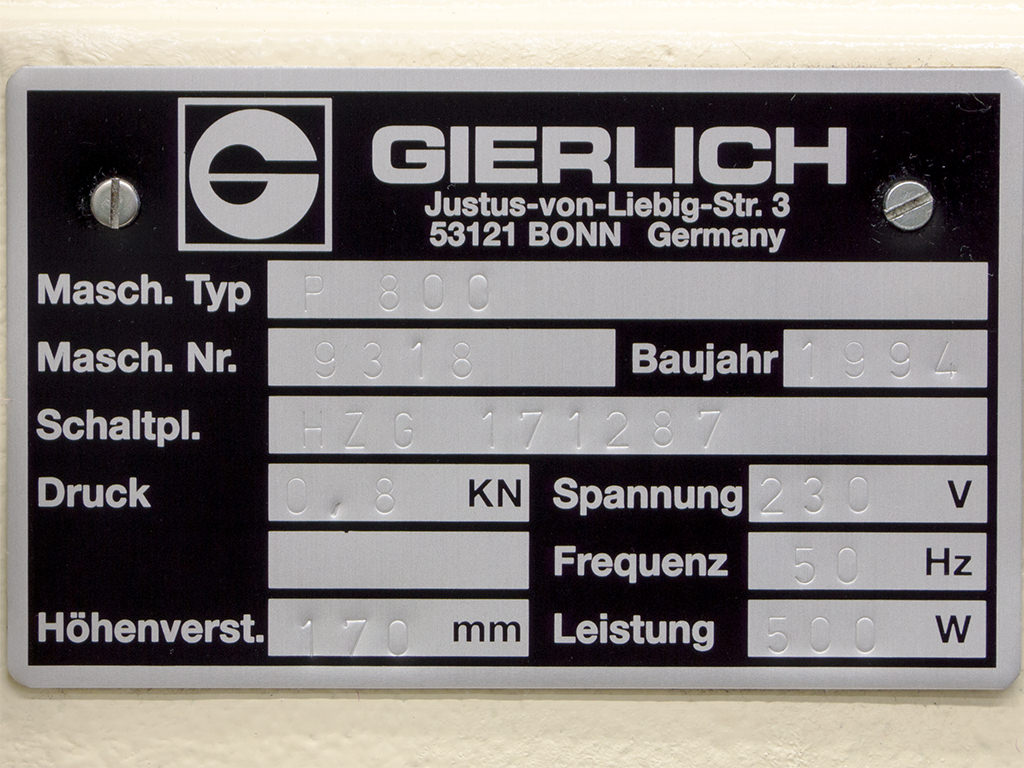 G GIERLICH
Justus-von-Liebig-Str. 3
53121 BONN Germany
Masch. Typ P 800
Masch. Nr. 9318 Baujahr 1994
Schaltpl. HZG 171287
Druck 0,8 KN Spannung 230 V
Frequenz 50 Hz
Höhenverst. 170 mm Leistung 500 W